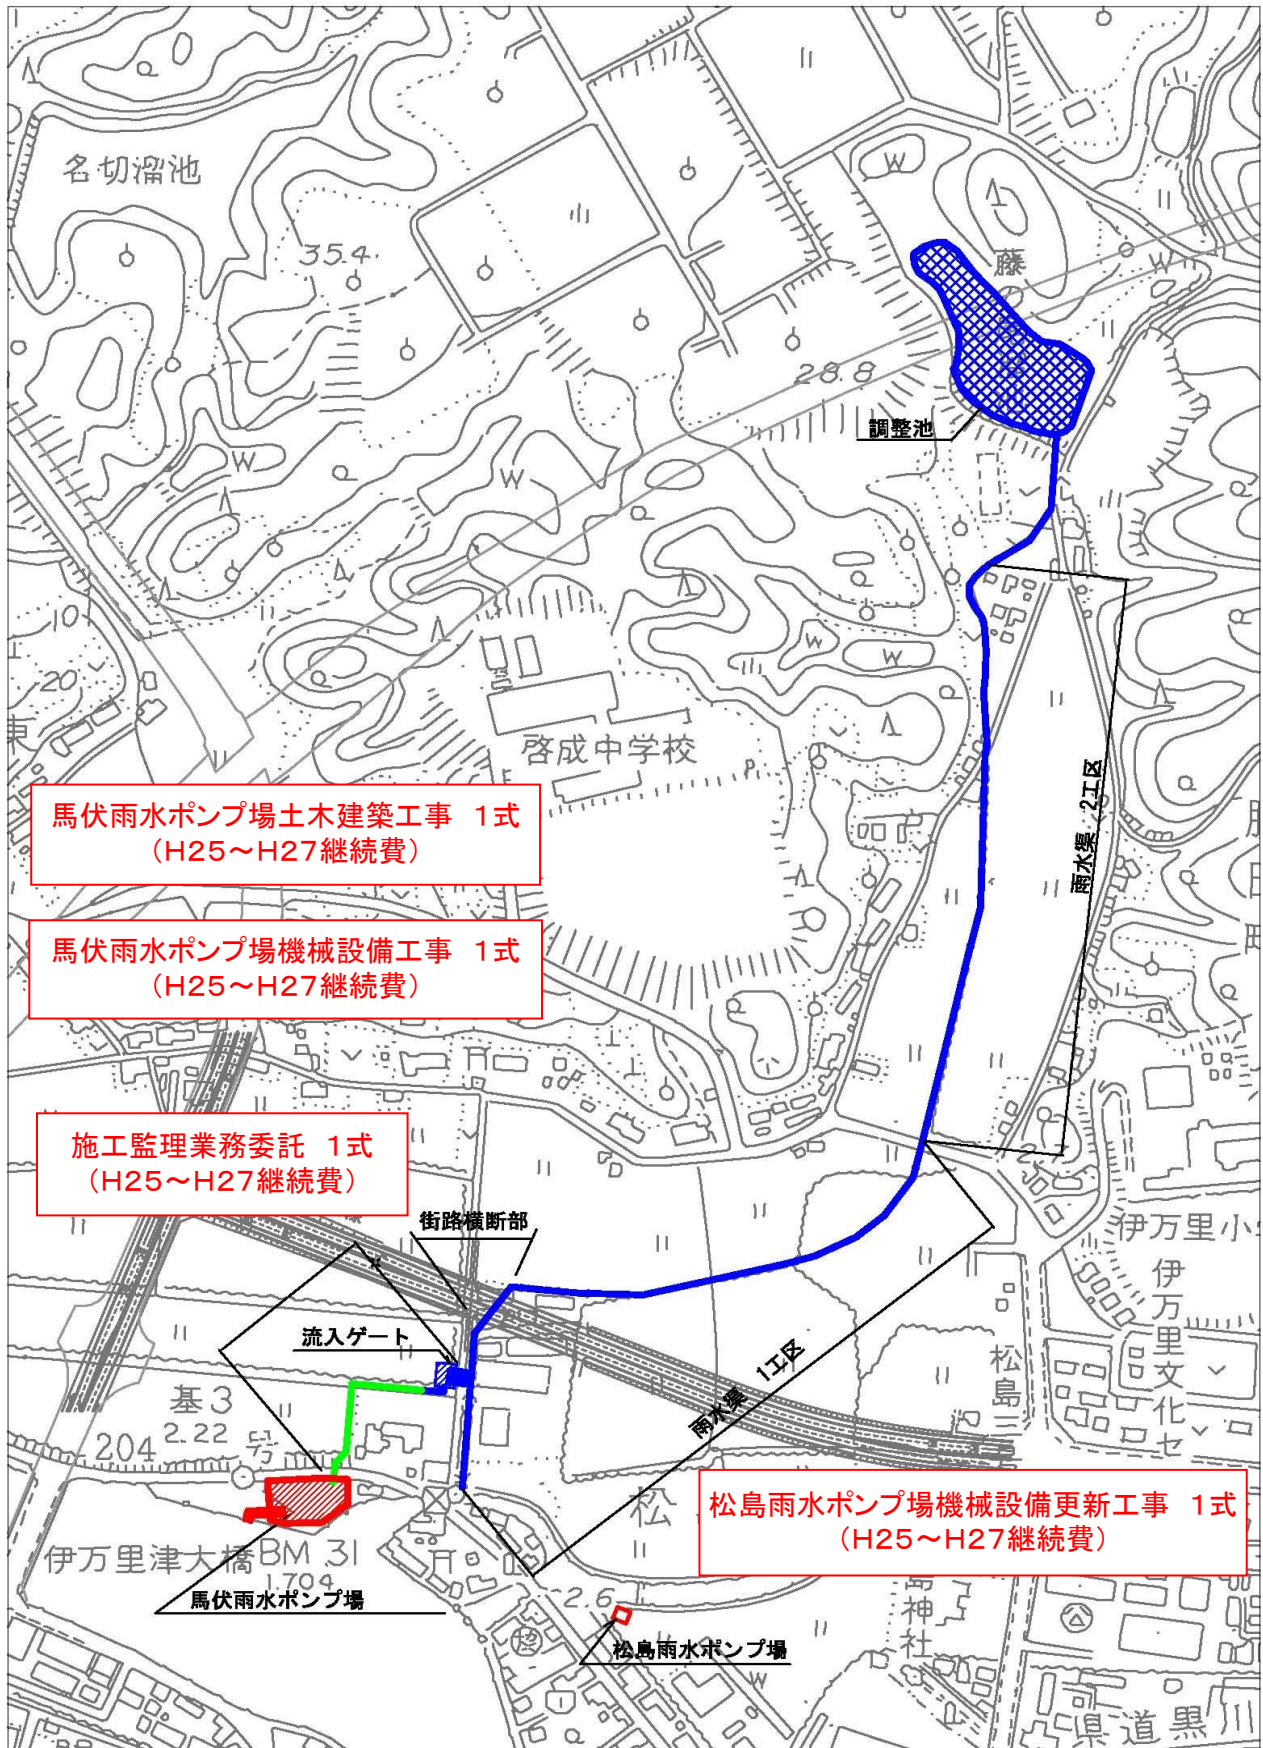 名切溜池
35.4
藤の
28.8
調整池
10
20
東
啓成中学校
馬伏雨水ポンプ場土木建築工事 1式
(H25～H27継続費)
雨水渠 2工区
馬伏雨水ポンプ場機械設備工事 1式
(H25～H27継続費)
施工監理業務委託 1式
(H25～H27継続費)
街路横断部
伊万里小
伊万里文化セ
流入ゲート
雨水渠 1工区
松島三
基3
2.22
204
号
松島雨水ポンプ場機械設備更新工事 1式
(H25～H27継続費)
松
伊万里津大橋
BM 31
1.704
馬伏雨水ポンプ場
2.6
島神社
松島雨水ポンプ場
県道黒川